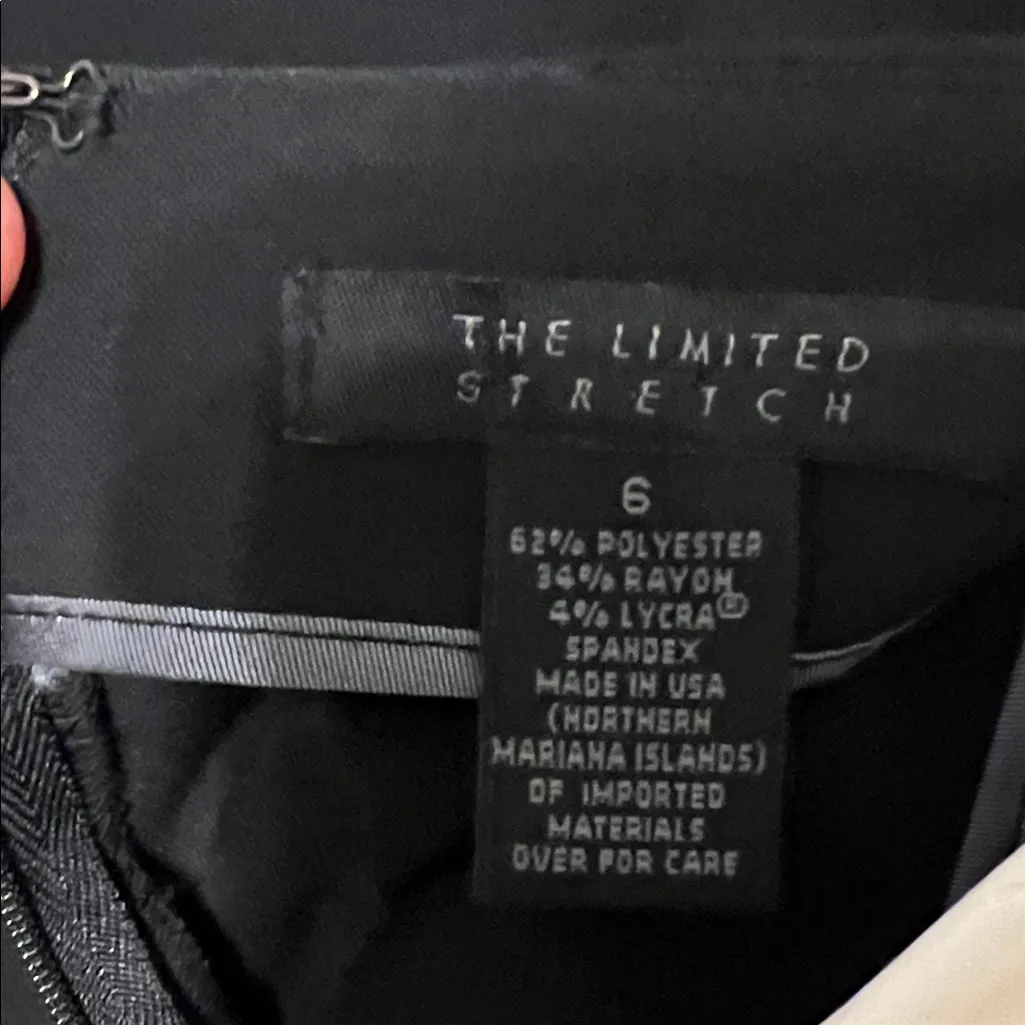 THE LIMITED
STRETCH
6
62% POLYESTER
34% RAYON
4% LYCRA®
SPANDEX
MADE IN USA
(NORTHERN
MARIANA ISLANDS)
OF IMPORTED
MATERIALS
OVER FOR CARE